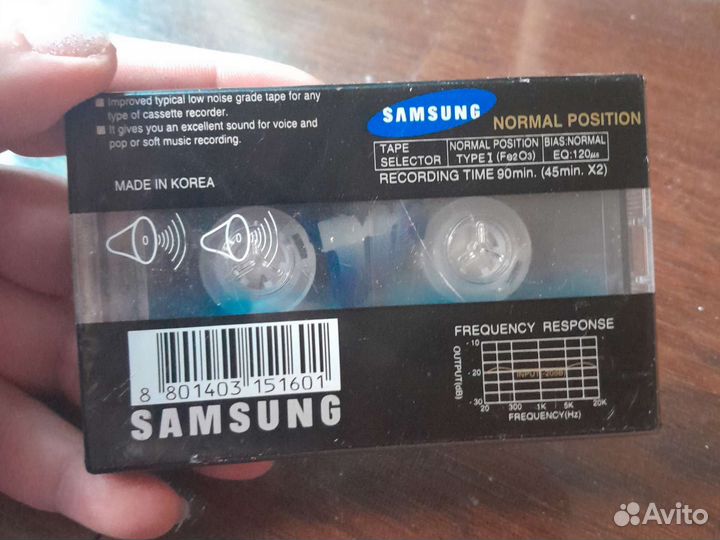 ■ Improved typical low noise grade tape for any
type of cassette recorder.
■ It gives you an excellent sound for voice and
pop or soft music recording.
MADE IN KOREA
SAMSUNG
NORMAL POSITION
TAPE SELECTOR
NORMAL POSITION TYPE I (Fe2O3)
BIAS:NORMAL EQ:120µs
RECORDING TIME 90min. (45min. X2)
8 801403 151601
SAMSUNG
FREQUENCY RESPONSE
OUTPUT(dB)
-10
-20
-30
INPUT -20dB
20 300 1K 5K 20K
FREQUENCY(Hz)
Avito